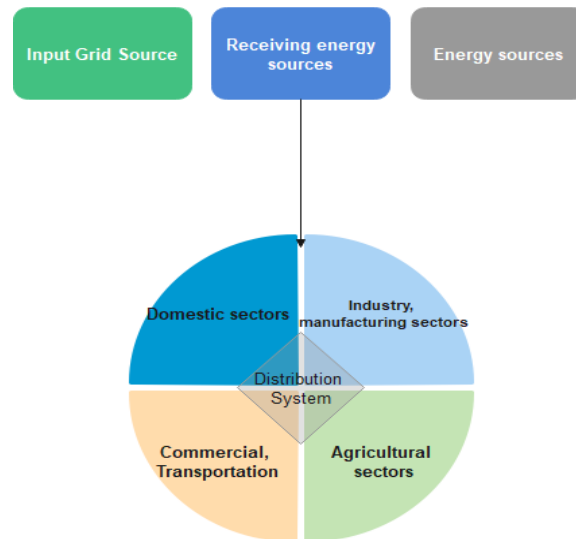 Input Grid Source
Receiving energy
sources
Energy sources
Domestic sectors
Industry,
manufacturing sectors
Distribution
System
Commercial,
Transportation
Agricultural
sectors